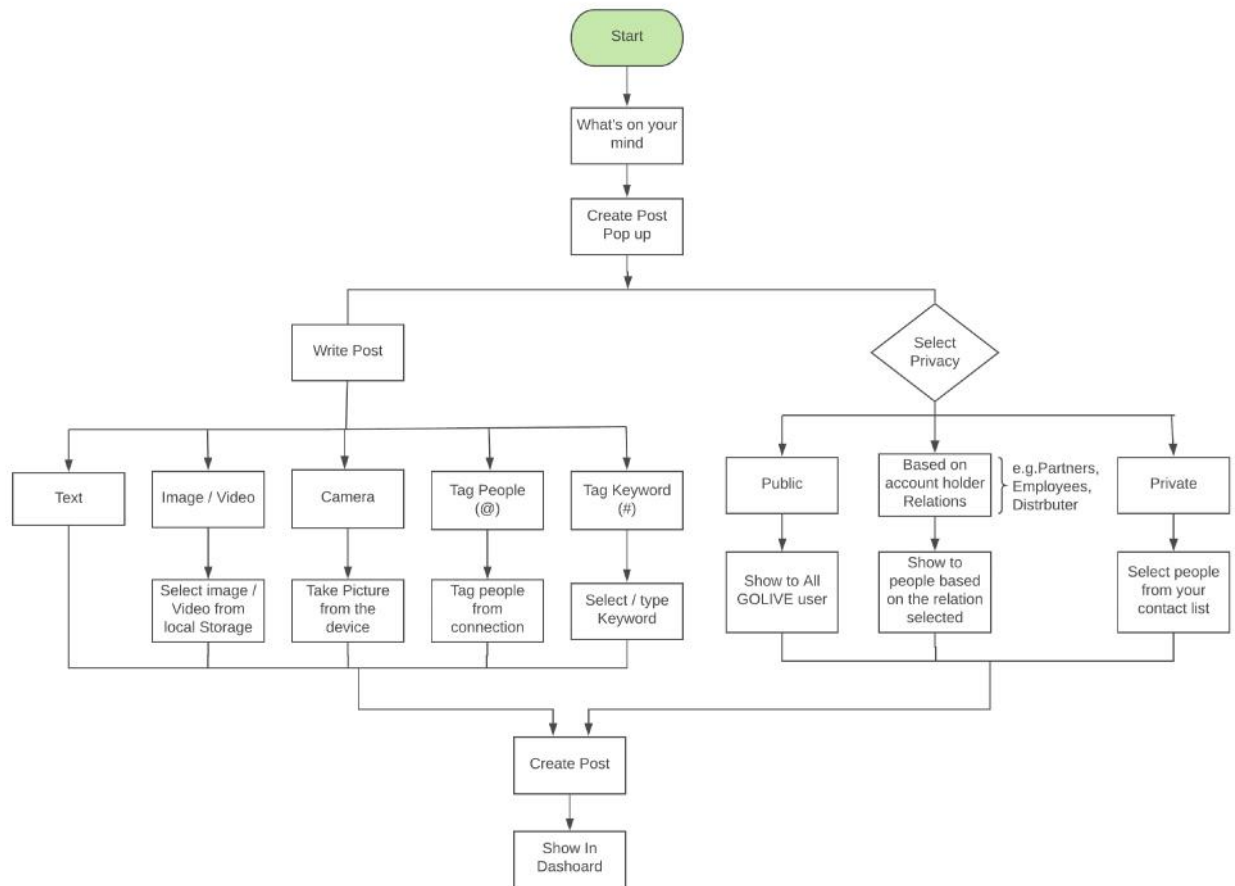 Start
What's on your
mind
Create Post
Pop up
Write Post
Select
Privacy
Text
Image / Video
Camera
Tag People
(@)
Tag Keyword
(#)
Public
Based on
account holder
Relations
e.g.Partners,
Employees,
Distrbuter
Private
Select image /
Video from
local Storage
Take Picture
from the
device
Tag people
from
connection
Select / type
Keyword
Show to All
GOLIVE user
Show to
people based
on the relation
selected
Select people
from your
contact list
Create Post
Show In
Dashoard